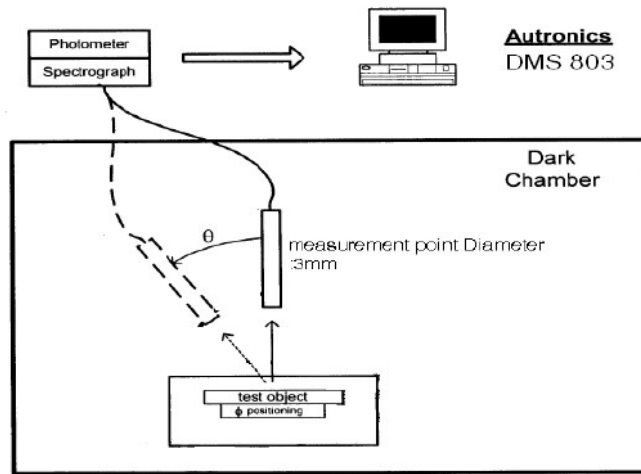 Photometer
Spectrograph
Autronics
DMS 803
Dark
Chamber
θ
measurement point Diameter
:3mm
test object
ϕ positioning